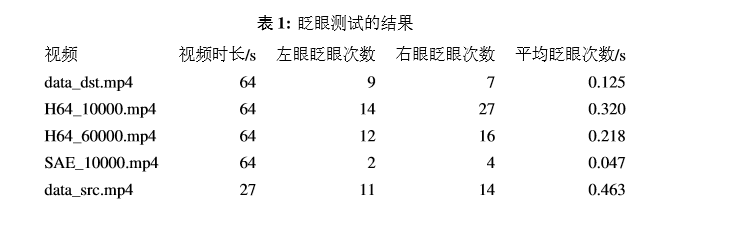 表 1: 眨眼测试的结果
视频 视频时长/s 左眼眨眼次数 右眼眨眼次数 平均眨眼次数/s
data_dst.mp4 64 9 7 0.125
H64_10000.mp4 64 14 27 0.320
H64_60000.mp4 64 12 16 0.218
SAE_10000.mp4 64 2 4 0.047
data_src.mp4 27 11 14 0.463